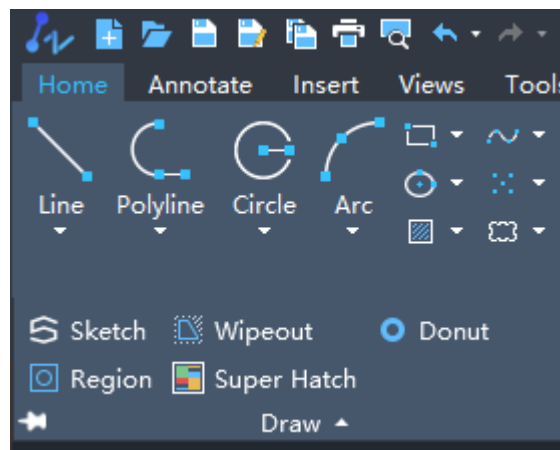 Home Annotate Insert Views Tools
Line Polyline Circle Arc
Sketch Wipeout Donut
Region Super Hatch
Draw